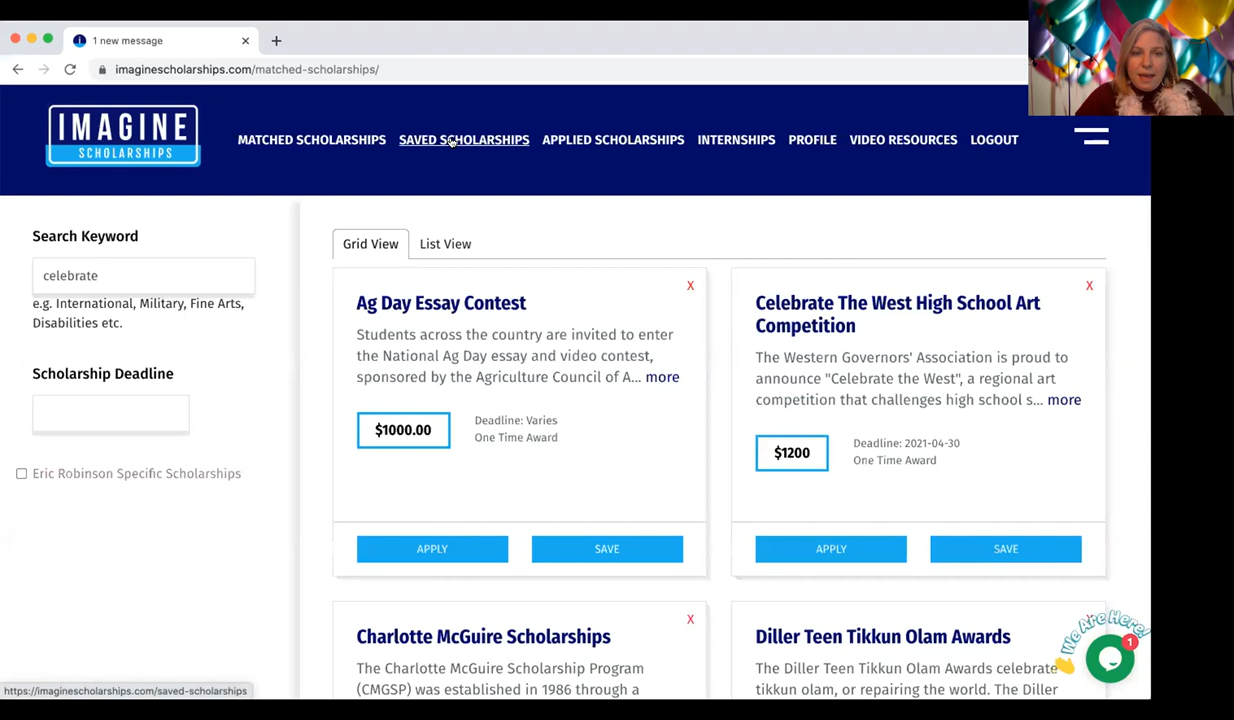 1 new message
imaginescholarships.com/matched-scholarships/
IMAGINE
SCHOLARSHIPS
MATCHED SCHOLARSHIPS SAVED SCHOLARSHIPS APPLIED SCHOLARSHIPS INTERNSHIPS PROFILE VIDEO RESOURCES LOGOUT
Search Keyword
celebrate
e.g. International, Military, Fine Arts,
Disabilities etc.
Scholarship Deadline
Eric Robinson Specific Scholarships
Grid View List View
X
Ag Day Essay Contest
Students across the country are invited to enter
the National Ag Day essay and video contest,
sponsored by the Agriculture Council of A... more
$1000.00
Deadline: Varies
One Time Award
APPLY SAVE
X
Celebrate The West High School Art
Competition
The Western Governors' Association is proud to
announce "Celebrate the West", a regional art
competition that challenges high school s... more
$1200
Deadline: 2021-04-30
One Time Award
APPLY SAVE
X
Charlotte McGuire Scholarships
The Charlotte McGuire Scholarship Program
(CMGSP) was established in 1986 through a
Diller Teen Tikkun Olam Awards
The Diller Teen Tikkun Olam Awards celebrate
tikkun olam, or repairing the world. The Diller
We Are Here!
1
https://imaginescholarships.com/saved-scholarships